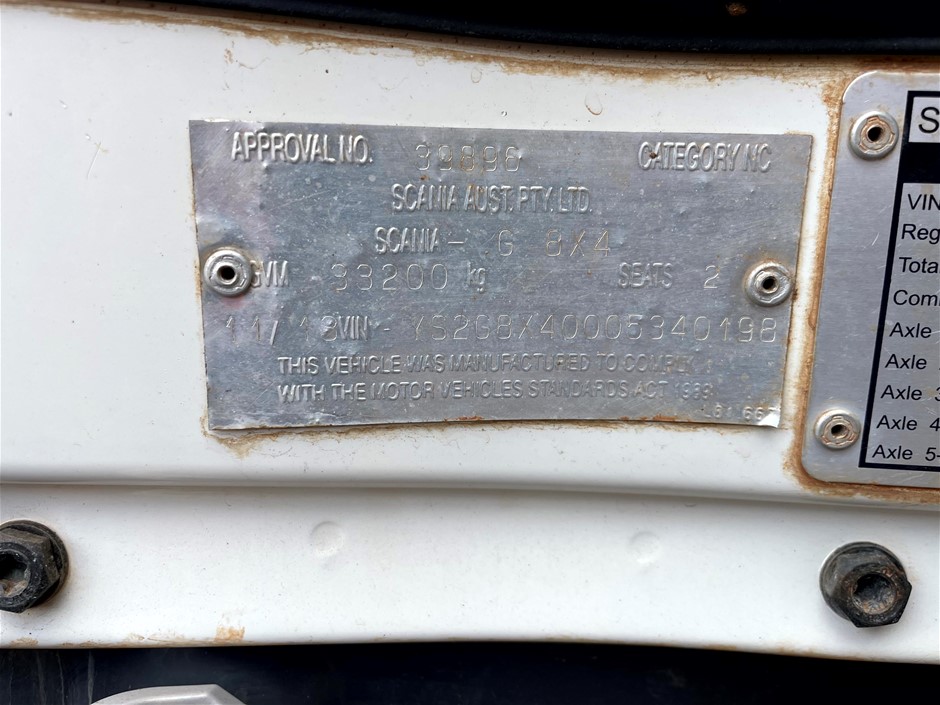 APPROVAL NO. 39896 CATEGORY NC
SCANIA AUST. PTY. LTD.
SCANIA - G 8X4
GVM 33200 kg SEATS 2
11/13 VIN - YS2G8X40005340198
THIS VEHICLE WAS MANUFACTURED TO COMPLY
WITH THE MOTOR VEHICLES STANDARDS ACT 1989
S
VIN
Reg
Tota
Com
Axle
Axle
Axle 3
Axle 4
Axle 5-